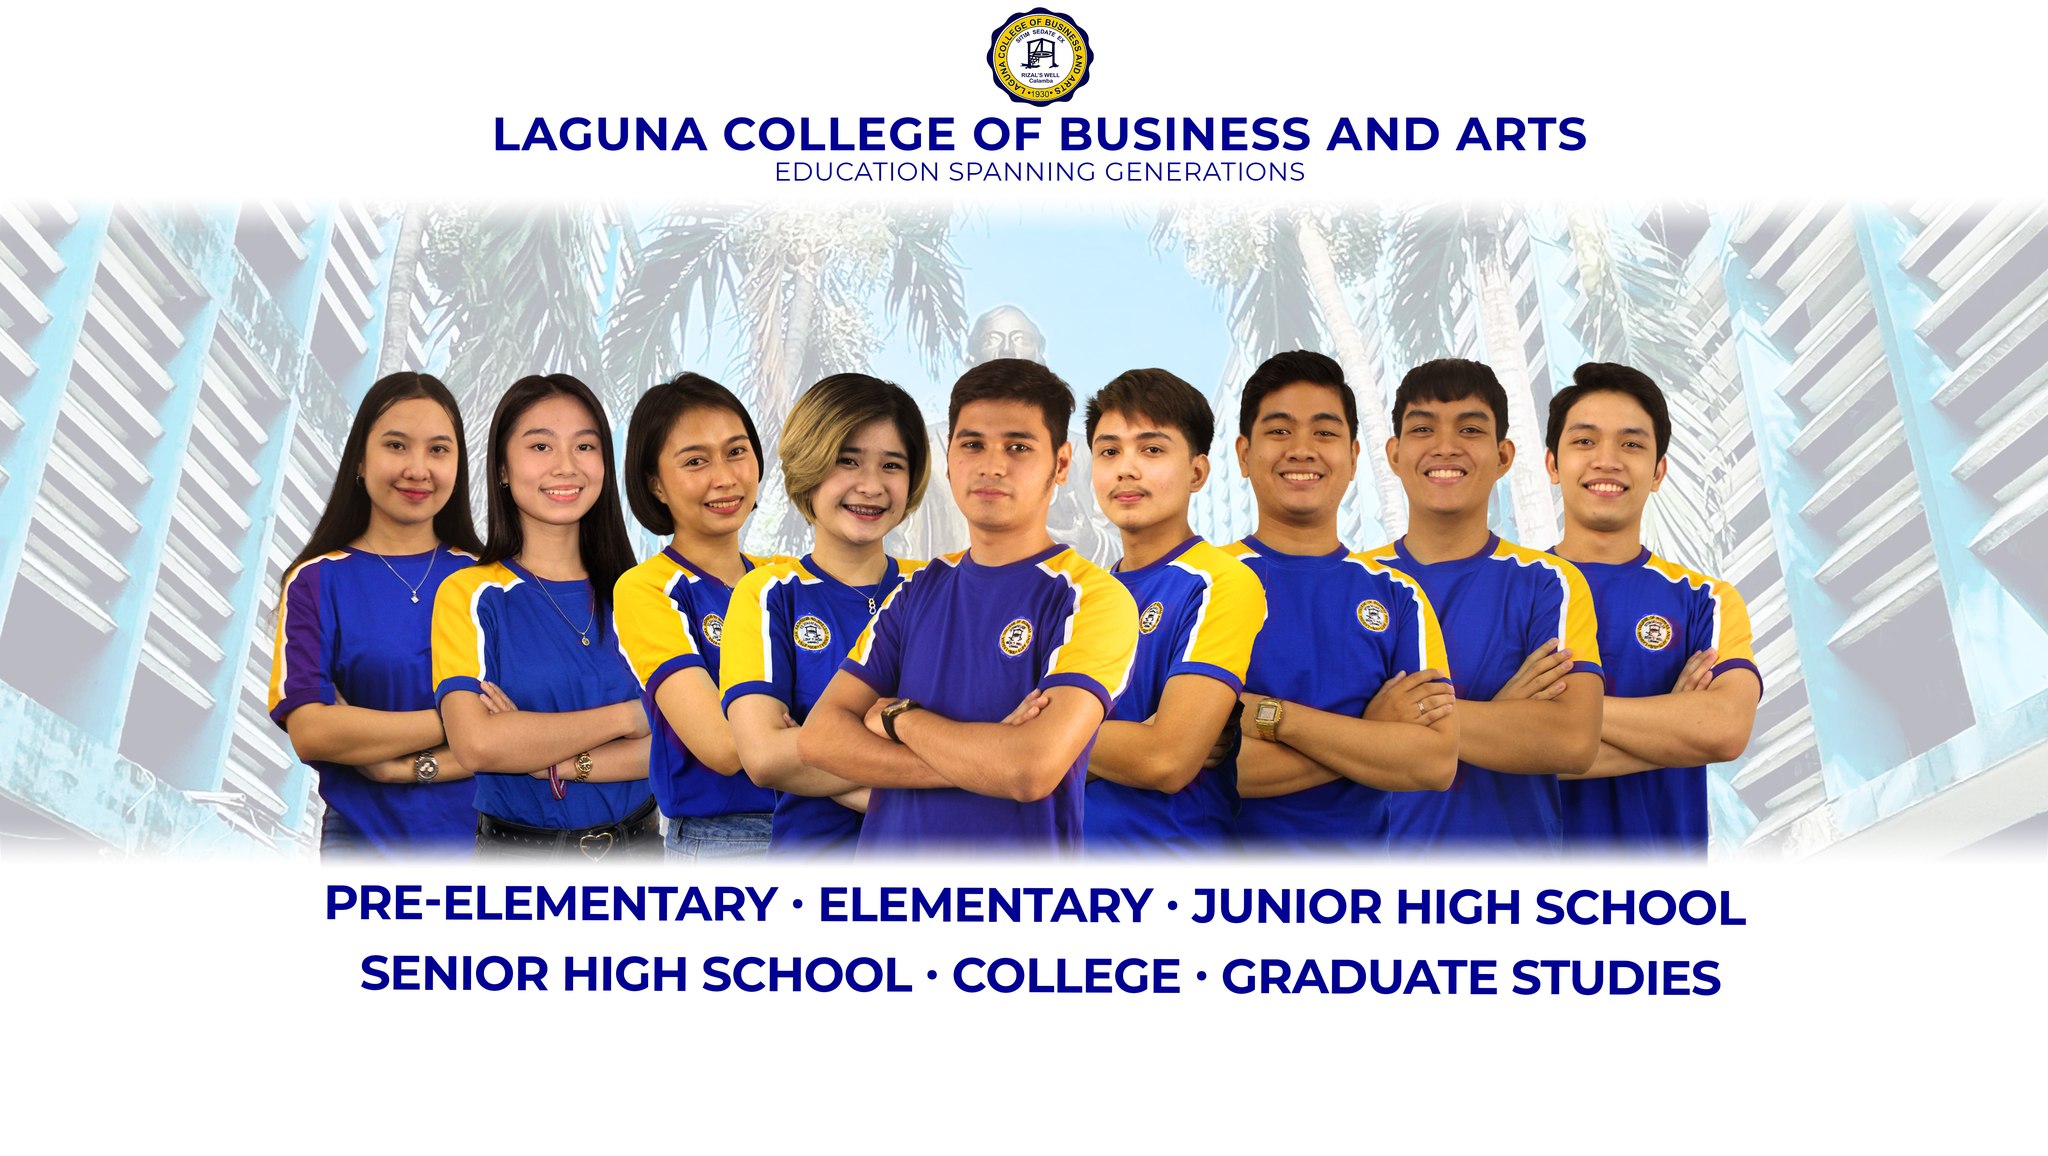 LAGUNA COLLEGE OF BUSINESS AND ARTS
SITIM SEDATE EX
RIZAL'S WELL
Calamba
•1930•
LAGUNA COLLEGE OF BUSINESS AND ARTS
EDUCATION SPANNING GENERATIONS
PRE-ELEMENTARY • ELEMENTARY • JUNIOR HIGH SCHOOL
SENIOR HIGH SCHOOL • COLLEGE • GRADUATE STUDIES